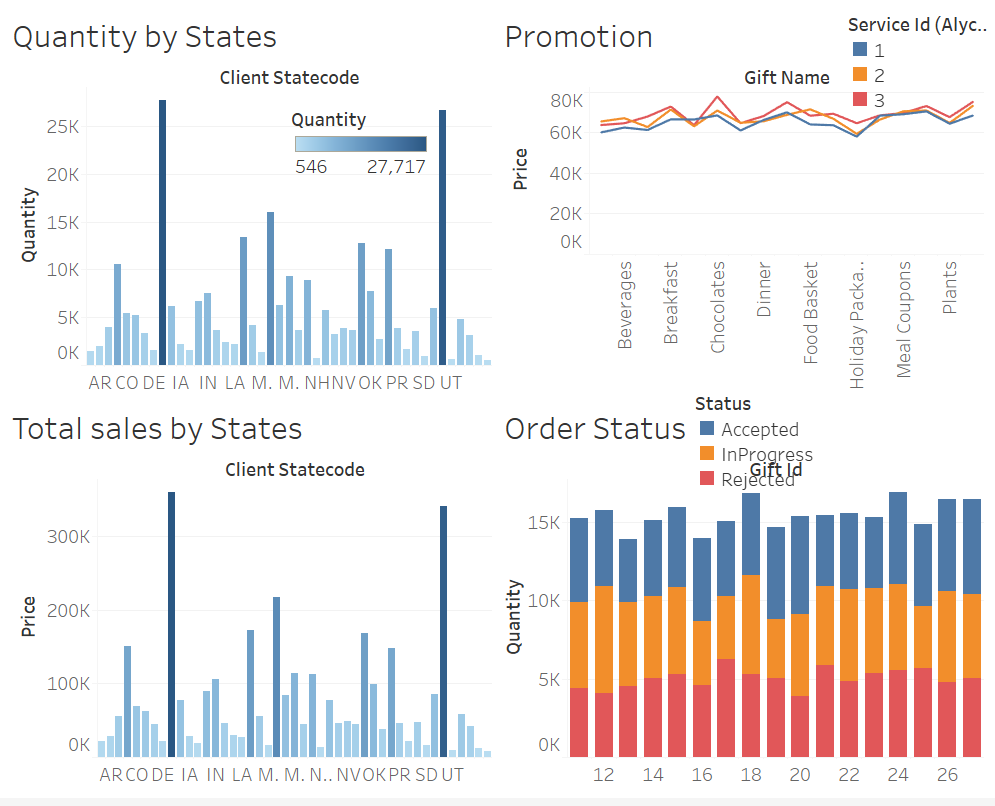 Quantity by States
Client Statecode
Quantity
546 27,717
Quantity
25K
20K
15K
10K
5K
0K
AR CO DE IA IN LA M. M. NH NV OK PR SD UT
Promotion
Service Id (Alyc..
1
2
3
Gift Name
Price
80K
60K
40K
20K
0K
Beverages
Breakfast
Chocolates
Dinner
Food Basket
Holiday Packa..
Meal Coupons
Plants
Total sales by States
Client Statecode
Price
300K
200K
100K
0K
AR CO DE IA IN LA M. M. N.. NV OK PR SD UT
Order Status
Status
Accepted
InProgress
Rejected
Gift Id
Quantity
15K
10K
5K
0K
12 14 16 18 20 22 24 26